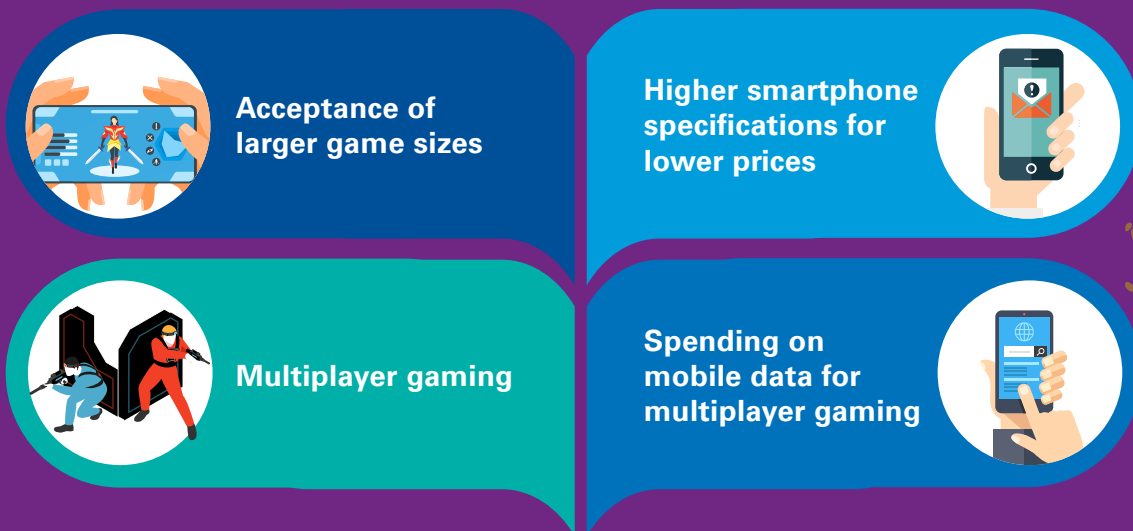 Acceptance of
larger game sizes
Higher smartphone
specifications for
lower prices
Multiplayer gaming
Spending on
mobile data for
multiplayer gaming